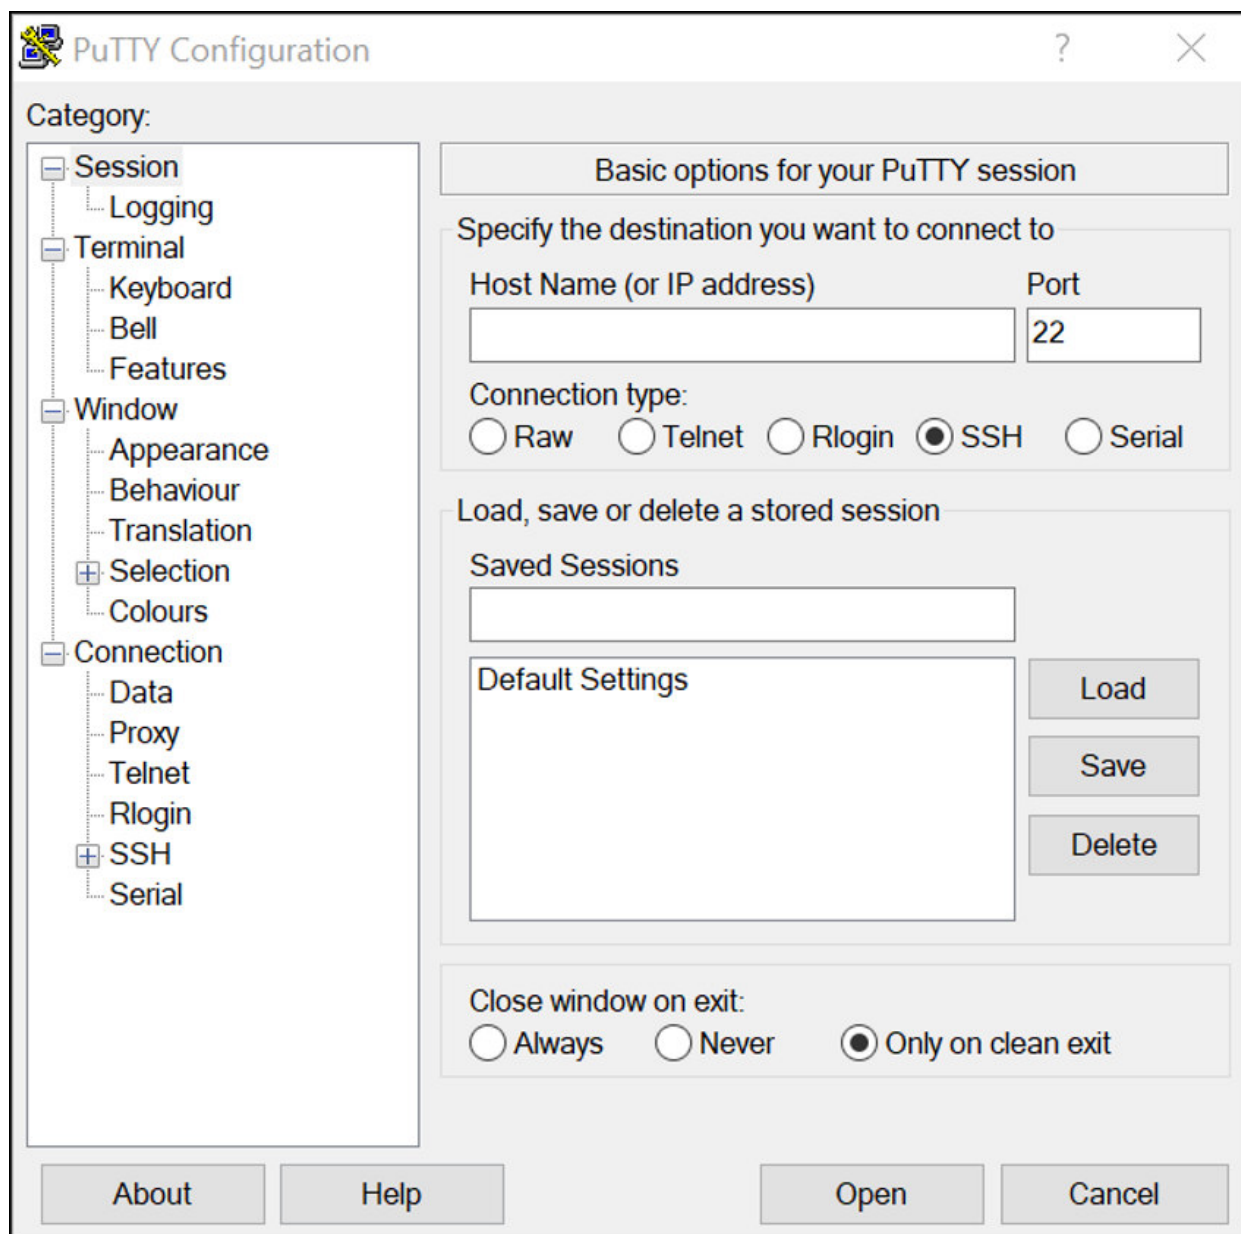 PuTTY Configuration
?
Category:
Session
Logging
Terminal
Keyboard
Bell
Features
Window
Appearance
Behaviour
Translation
Selection
Colours
Connection
Data
Proxy
Telnet
Rlogin
SSH
Serial
Basic options for your PuTTY session
Specify the destination you want to connect to
Host Name (or IP address) Port
22
Connection type:
Raw Telnet Rlogin SSH Serial
Load, save or delete a stored session
Saved Sessions
Default Settings
Load
Save
Delete
Close window on exit:
Always Never Only on clean exit
About Help Open Cancel